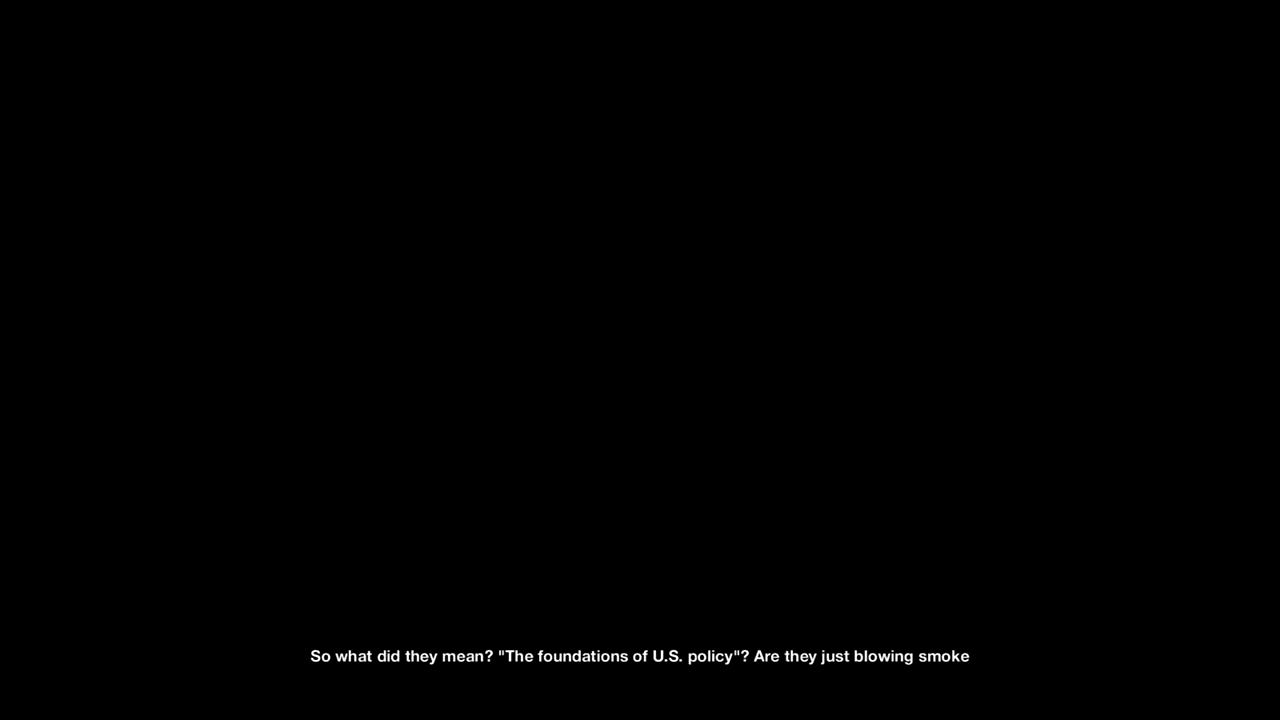 So what did they mean? "The foundations of U.S. policy"? Are they just blowing smoke